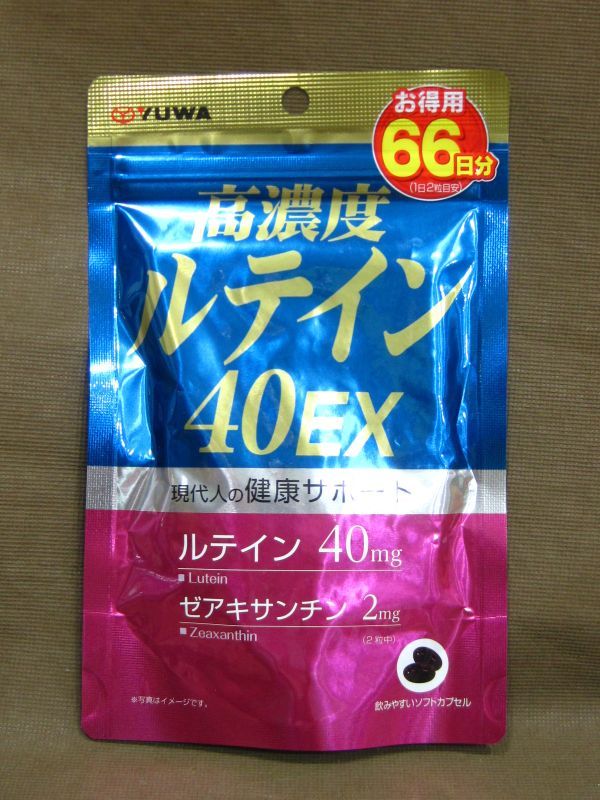 YUWA
お得用
66日分
(1日2粒目安)
高濃度
ルテイン
40EX
現代人の健康サポート
ルテイン 40mg
Lutein
ゼアキサンチン 2mg
Zeaxanthin
(2粒中)
※写真はイメージです。
飲みやすいソフトカプセル